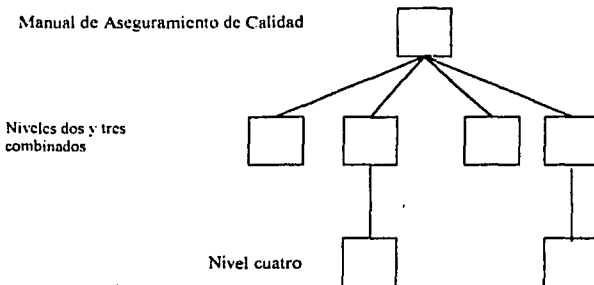 Manual de Aseguramiento de Calidad
Niveles dos y tres
combinados
Nivel cuatro